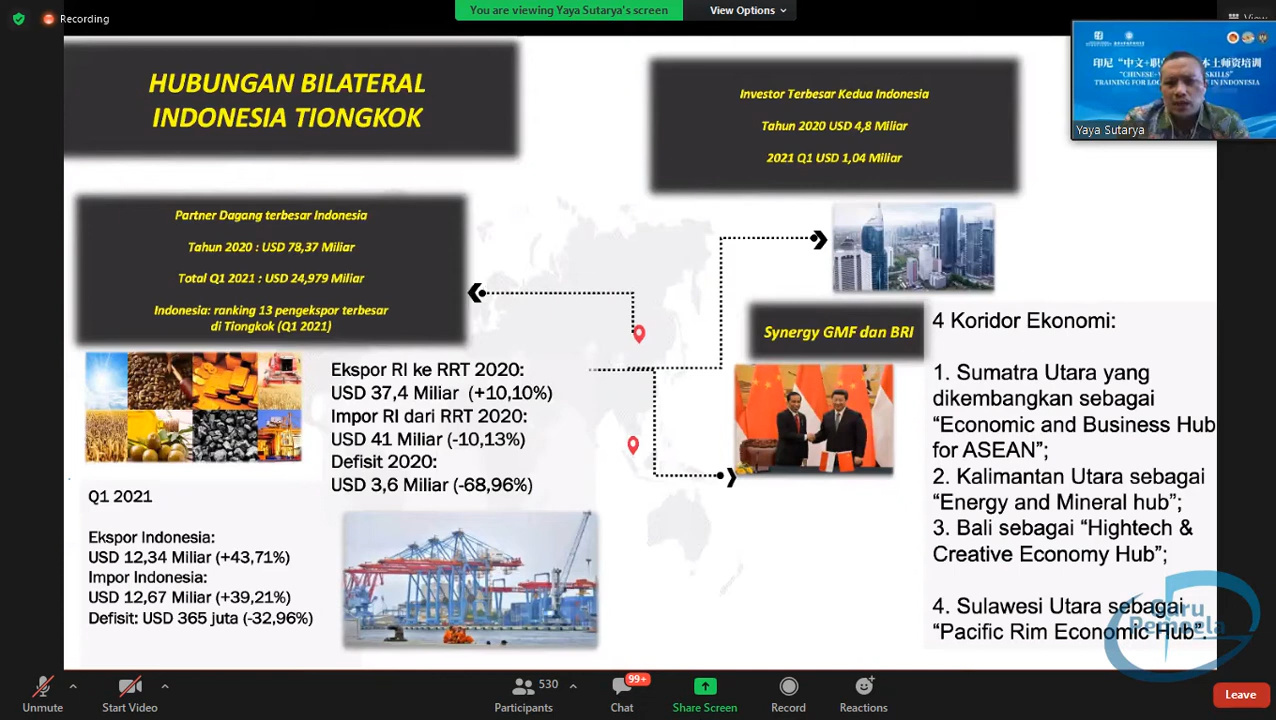 Recording
You are viewing Yaya Sutarya's screen
View Options
View
HUBUNGAN BILATERAL
INDONESIA TIONGKOK
Investor Terbesar Kedua Indonesia
Tahun 2020 USD 4,8 Miliar
2021 Q1 USD 1,04 Miliar
Yaya Sutarya
Partner Dagang terbesar Indonesia
Tahun 2020 : USD 78,37 Miliar
Total Q1 2021 : USD 24,979 Miliar
Indonesia: ranking 13 pengekspor terbesar
di Tiongkok (Q1 2021)
Ekspor RI ke RRT 2020:
USD 37,4 Miliar (+10,10%)
Impor RI dari RRT 2020:
USD 41 Miliar (-10,13%)
Defisit 2020:
USD 3,6 Miliar (-68,96%)
Q1 2021
Ekspor Indonesia:
USD 12,34 Miliar (+43,71%)
Impor Indonesia:
USD 12,67 Miliar (+39,21%)
Defisit: USD 365 juta (-32,96%)
Synergy GMF dan BRI
4 Koridor Ekonomi:
1. Sumatra Utara yang
dikembangkan sebagai
“Economic and Business Hub
for ASEAN”;
2. Kalimantan Utara sebagai
“Energy and Mineral hub”;
3. Bali sebagai “Hightech &
Creative Economy Hub”;
4. Sulawesi Utara sebagai
“Pacific Rim Economic Hub”.
Guru
Pembela
Unmute
Start Video
530
Participants
99+
Chat
Share Screen
Record
Reactions
Leave